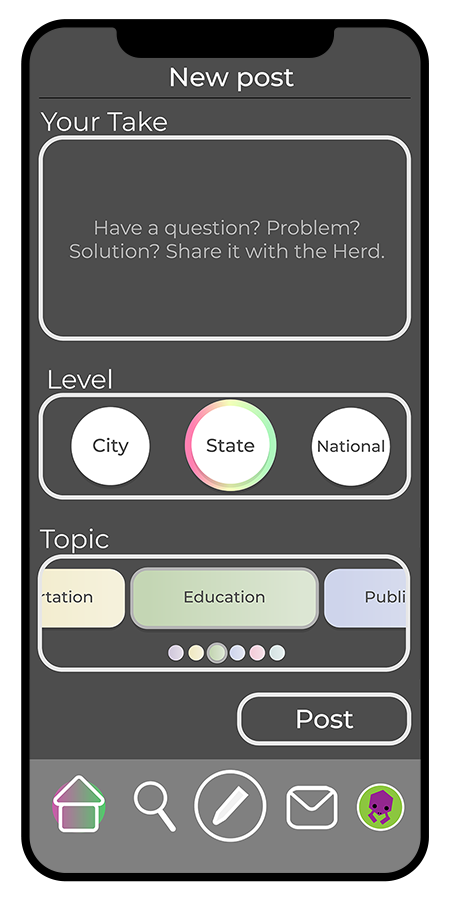 New post
Your Take
Have a question? Problem?
Solution? Share it with the Herd.
Level
City
State
National
Topic
rtation
Education
Publi
Post